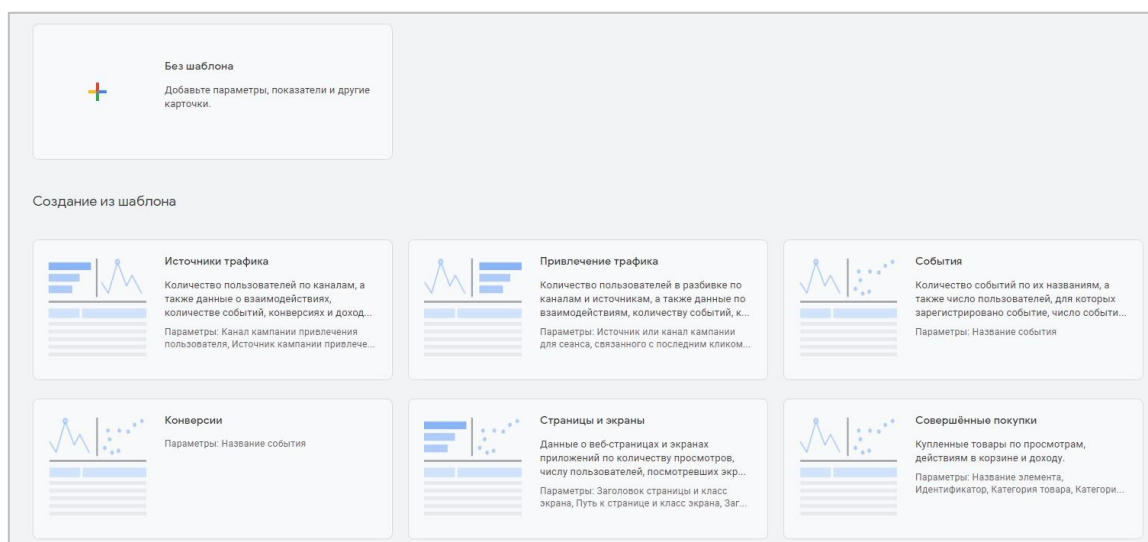 Без шаблона
Добавьте параметры, показатели и другие
карточки.
Создание из шаблона
Источники трафика
Количество пользователей по каналам, а
также данные о взаимодействиях,
количестве событий, конверсиях и доход...
Параметры: Канал кампании привлечения
пользователя, Источник кампании привлече...
Привлечение трафика
Количество пользователей в разбивке по
каналам и источникам, а также данные по
взаимодействиям, количеству событий, к...
Параметры: Источник или канал кампании
для сеанса, связанного с последним кликом...
События
Количество событий по их названиям, а
также число пользователей, для которых
зарегистрировано событие, число событи...
Параметры: Название события
Конверсии
Параметры: Название события
Страницы и экраны
Данные о веб-страницах и экранах
приложений по количеству просмотров,
числу пользователей, посмотревших экр...
Параметры: Заголовок страницы и класс
экрана, Путь к странице и класс экрана, Заг...
Совершённые покупки
Купленные товары по просмотрам,
действиям в корзине и доходу.
Параметры: Название элемента,
Идентификатор, Категория товара, Категори...